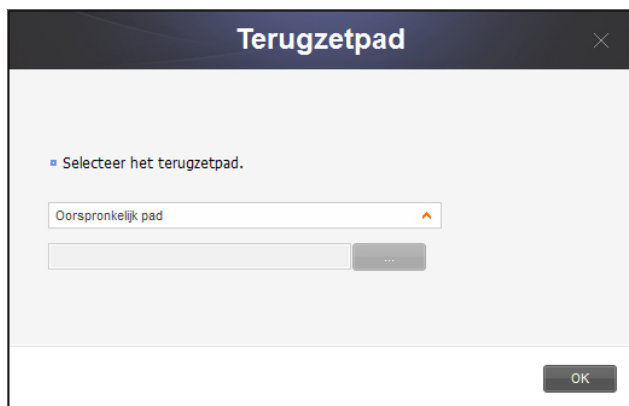 Terugzetpad
Selecteer het terugzetpad.
Oorspronkelijk pad
...
OK